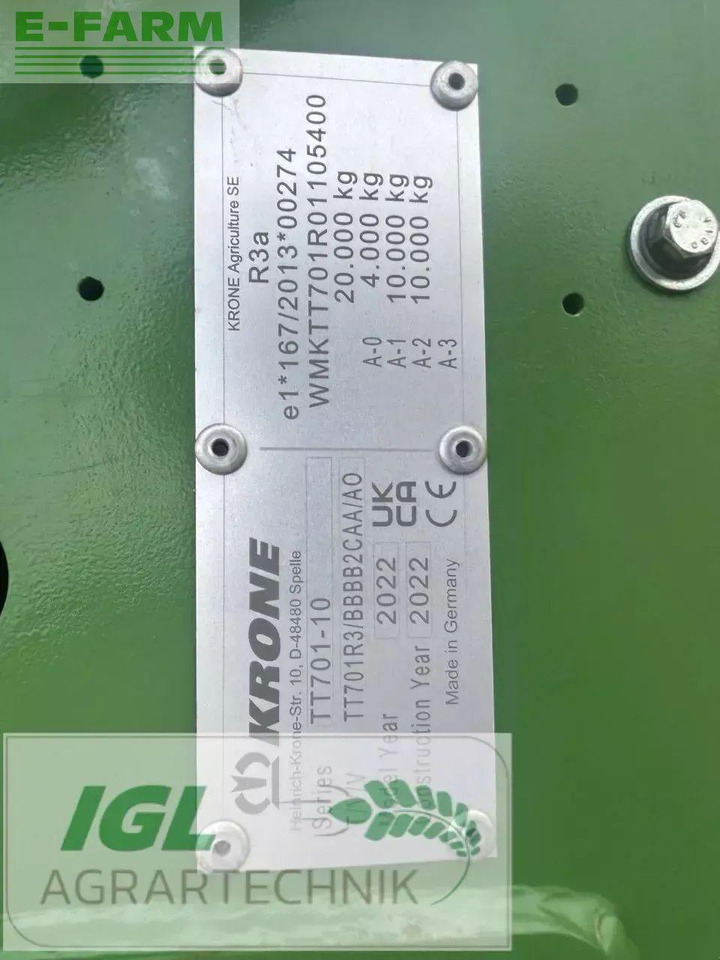 E-FARM
KRONE
Heinrich-Krone-Str. 10, D-48480 Spelle
Series TT701-10
T/V/V TT701R3/BBBBB2CAA/AO
Model Year 2022
Construction Year 2022
UK
CA
CE
Made in Germany
KRONE Agriculture SE
R3a
e1*167/2013*00274
WMKTT701R01105400
20.000 kg
A-0 4.000 kg
A-1 10.000 kg
A-2 10.000 kg
A-3
IGL
AGRARTECHNIK